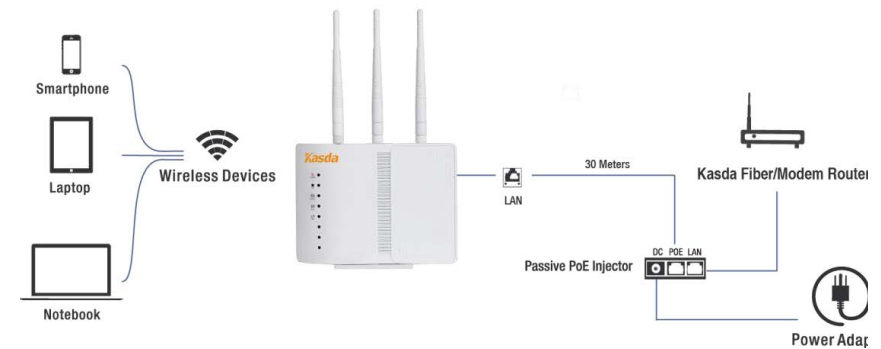 Smartphone
Laptop
Notebook
Wireless Devices
Kasda
LAN
30 Meters
Kasda Fiber/Modem Router
Passive PoE Injector
DC POE LAN
Power Adap